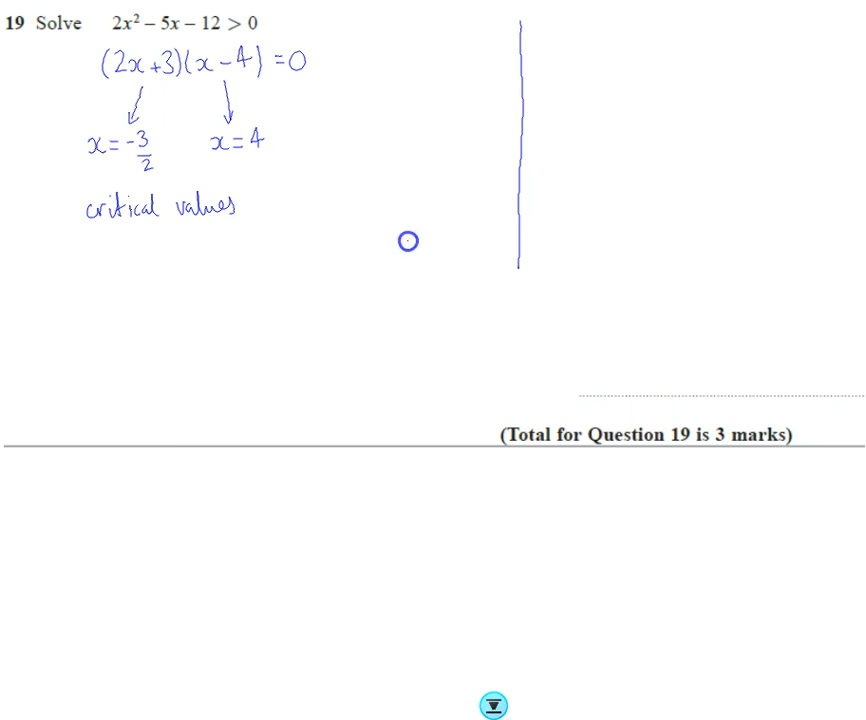 19 Solve 2x² – 5x – 12 > 0
(2x+3)(x-4) = 0
x = -3/2 x = 4
critical values
(Total for Question 19 is 3 marks)